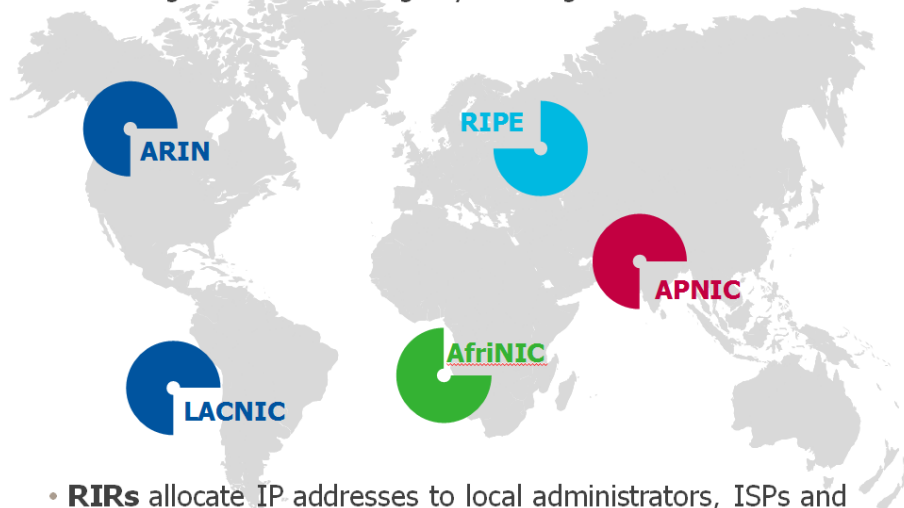 RIPE
ARIN
APNIC
AfriNIC
LACNIC
• RIRs allocate IP addresses to local administrators, ISPs and